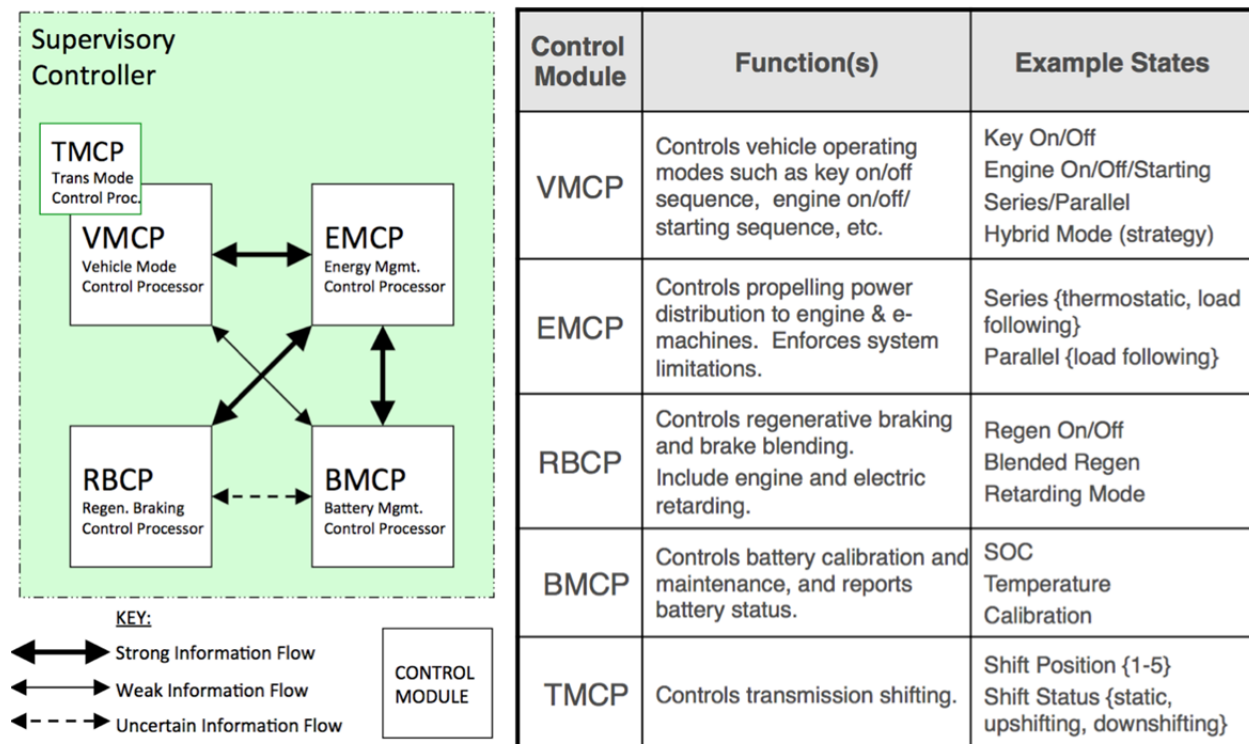 Supervisory
Controller
TMCP
Trans Mode
Control Proc.
VMCP
Vehicle Mode
Control Processor
EMCP
Energy Mgmt.
Control Processor
RBCP
Regen. Braking
Control Processor
BMCP
Battery Mgmt.
Control Processor
KEY:
Strong Information Flow
Weak Information Flow
Uncertain Information Flow
CONTROL
MODULE
Control
Module
Function(s)
Example States
VMCP
Controls vehicle operating
modes such as key on/off
sequence, engine on/off/
starting sequence, etc.
Key On/Off
Engine On/Off/Starting
Series/Parallel
Hybrid Mode (strategy)
EMCP
Controls propelling power
distribution to engine & e-
machines. Enforces system
limitations.
Series {thermostatic, load
following}
Parallel {load following}
RBCP
Controls regenerative braking
and brake blending.
Include engine and electric
retarding.
Regen On/Off
Blended Regen
Retarding Mode
BMCP
Controls battery calibration and
maintenance, and reports
battery status.
SOC
Temperature
Calibration
TMCP
Controls transmission shifting.
Shift Position {1-5}
Shift Status {static,
upshifting, downshifting}